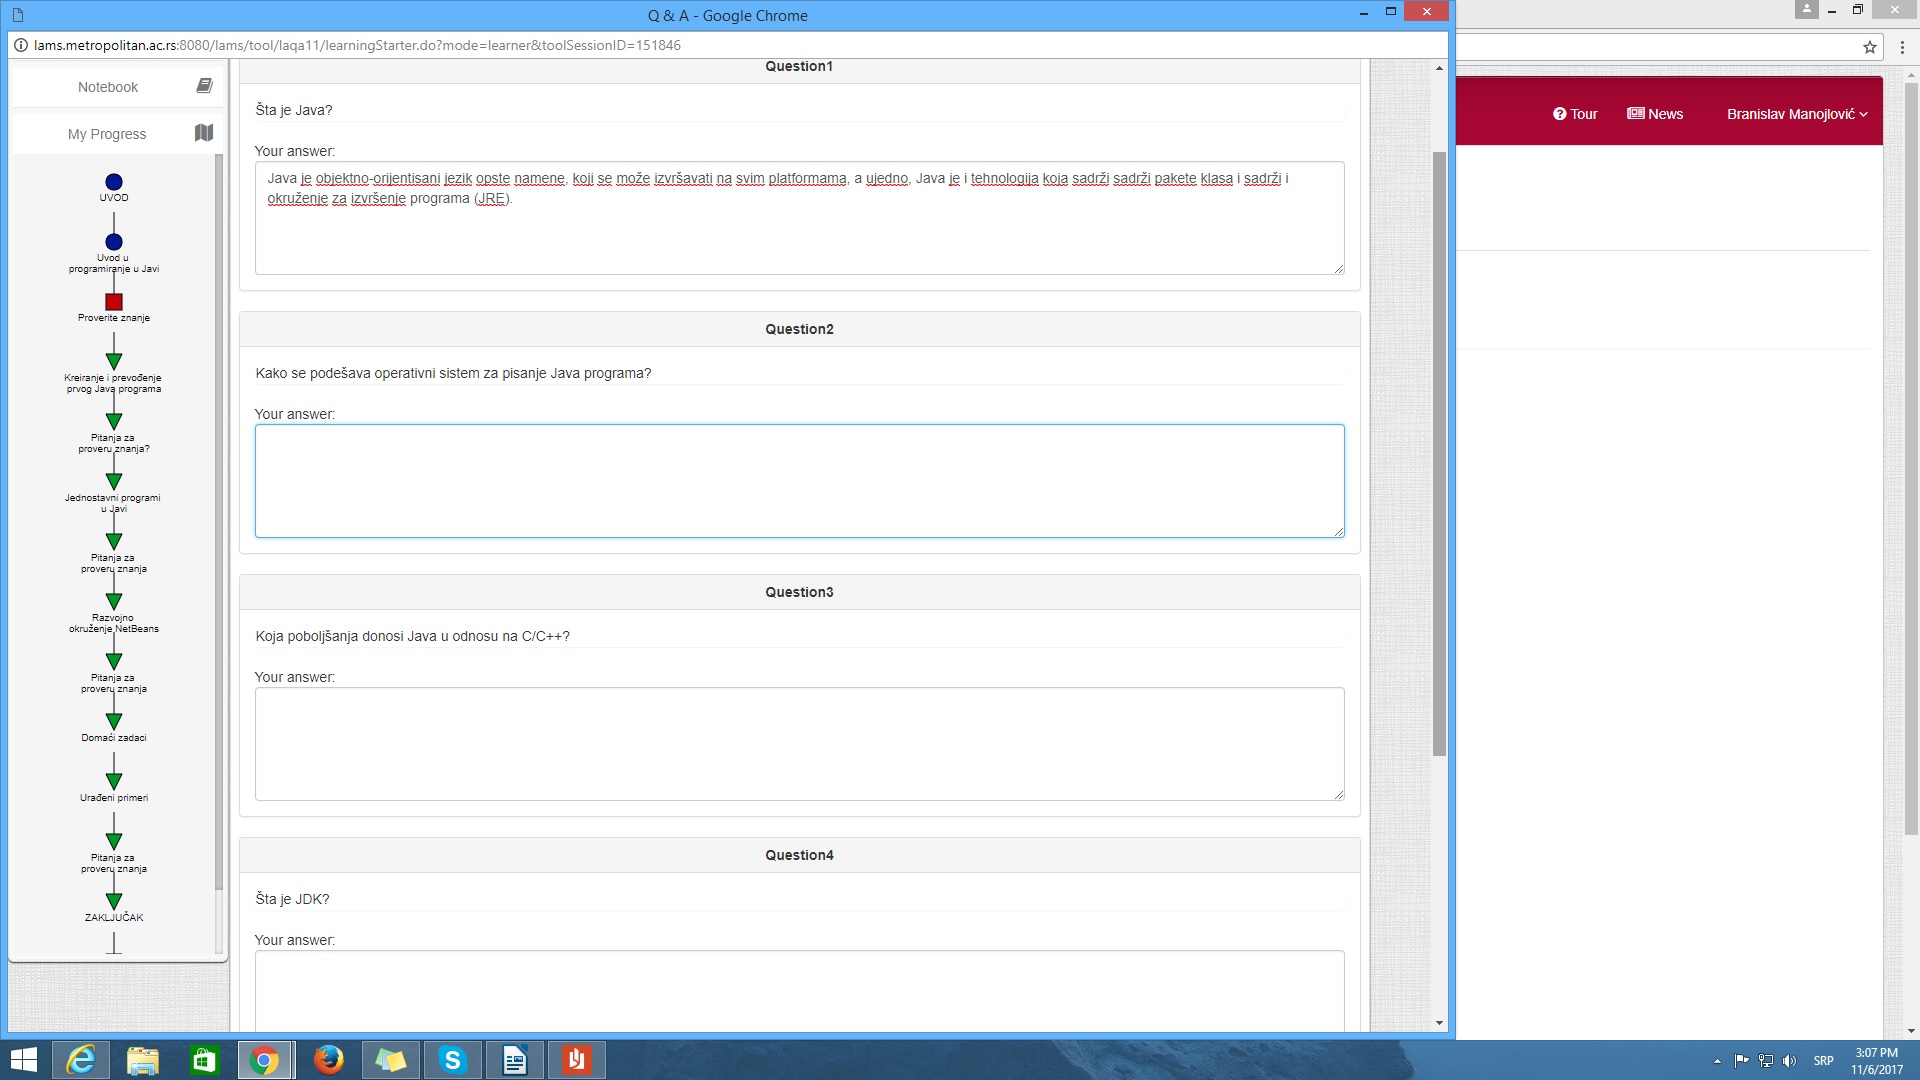 Q & A - Google Chrome
lams.metropolitan.ac.rs:8080/lams/tool/laqa11/learningStarter.do?mode=learner&toolSessionID=151846
Notebook
My Progress
UVOD
Uvod u
programiranje u Javi
Proverite znanje
Kreiranje i prevođenje
prvog Java programa
Pitanja za
proveru znanja?
Jednostavni programi
u Javi
Pitanja za
proveru znanja
Razvojno
okruženje NetBeans
Pitanja za
proveru znanja
Domaći zadaci
Urađeni primeri
Pitanja za
proveru znanja
ZAKLJUČAK
Question1
Šta je Java?
Your answer:
Java je objektno-orijentisani jezik opste namene, koji se može izvršavati na svim platformama, a ujedno, Java je i tehnologija koja sadrži sadrži pakete klasa i sadrži i
okruženje za izvršenje programa (JRE).
Question2
Kako se podešava operativni sistem za pisanje Java programa?
Your answer:
Question3
Koja poboljšanja donosi Java u odnosu na C/C++?
Your answer:
Question4
Šta je JDK?
Your answer:
Tour
News
Branislav Manojlović
SRP
3:07 PM
11/6/2017